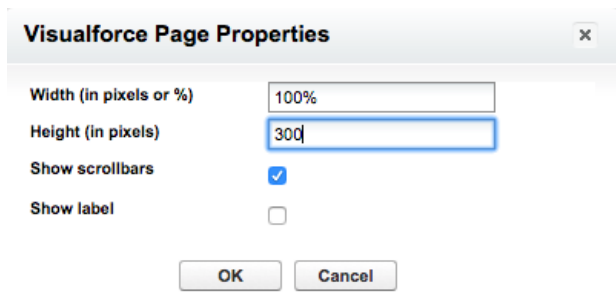 Visualforce Page Properties
Width (in pixels or %) 100%
Height (in pixels) 300
Show scrollbars
Show label
OK Cancel